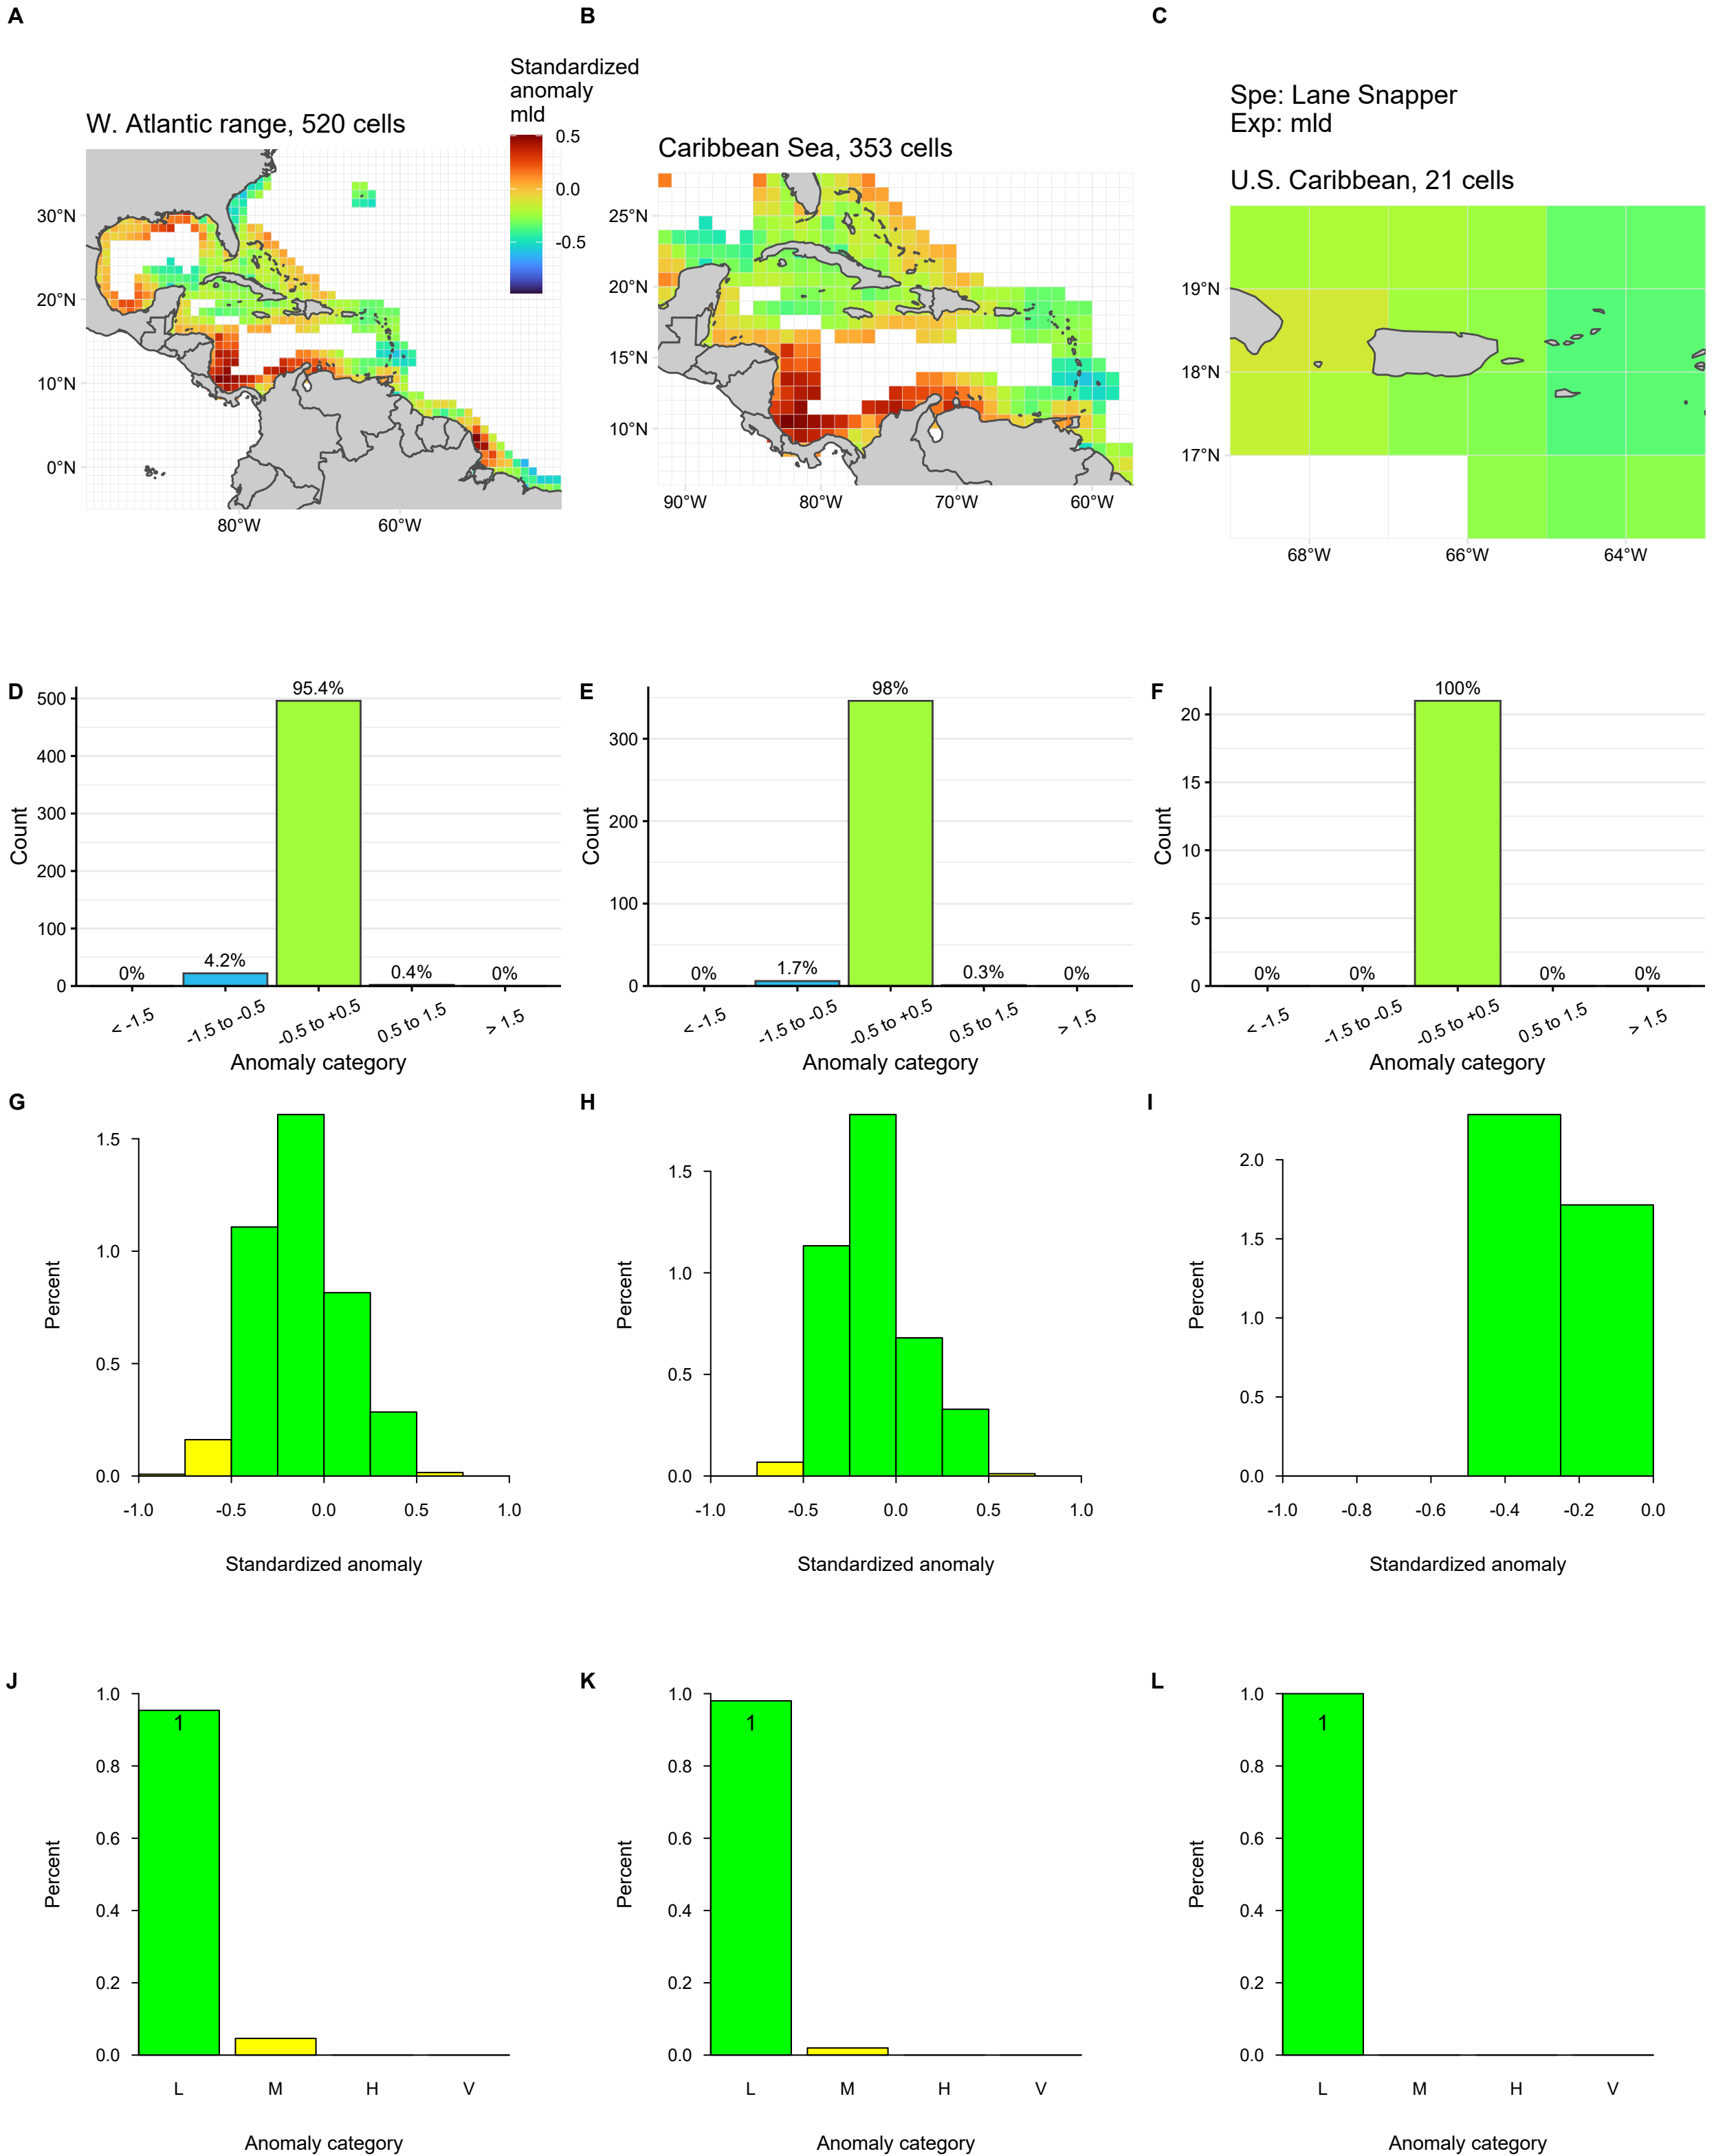 A
B
C
Standardized
anomaly
mld
0.5
0.0
-0.5
W. Atlantic range, 520 cells
30°N
20°N
10°N
0°N
80°W
60°W
Caribbean Sea, 353 cells
25°N
20°N
15°N
10°N
90°W
80°W
70°W
60°W
Spe: Lane Snapper
Exp: mld
U.S. Caribbean, 21 cells
19°N
18°N
17°N
68°W
66°W
64°W
D
Count
500
400
300
200
100
0
0%
4.2%
95.4%
0.4%
0%
< -1.5
-1.5 to -0.5
-0.5 to +0.5
0.5 to 1.5
> 1.5
Anomaly category
E
Count
300
200
100
0
0%
1.7%
98%
0.3%
0%
< -1.5
-1.5 to -0.5
-0.5 to +0.5
0.5 to 1.5
> 1.5
Anomaly category
F
Count
20
15
10
5
0
0%
0%
100%
0%
0%
< -1.5
-1.5 to -0.5
-0.5 to +0.5
0.5 to 1.5
> 1.5
Anomaly category
G
Percent
1.5
1.0
0.5
0.0
-1.0
-0.5
0.0
0.5
1.0
Standardized anomaly
H
Percent
1.5
1.0
0.5
0.0
-1.0
-0.5
0.0
0.5
1.0
Standardized anomaly
I
Percent
2.0
1.5
1.0
0.5
0.0
-1.0
-0.8
-0.6
-0.4
-0.2
0.0
Standardized anomaly
J
Percent
1.0
0.8
0.6
0.4
0.2
0.0
1
L
M
H
V
Anomaly category
K
Percent
1.0
0.8
0.6
0.4
0.2
0.0
1
L
M
H
V
Anomaly category
L
Percent
1.0
0.8
0.6
0.4
0.2
0.0
1
L
M
H
V
Anomaly category